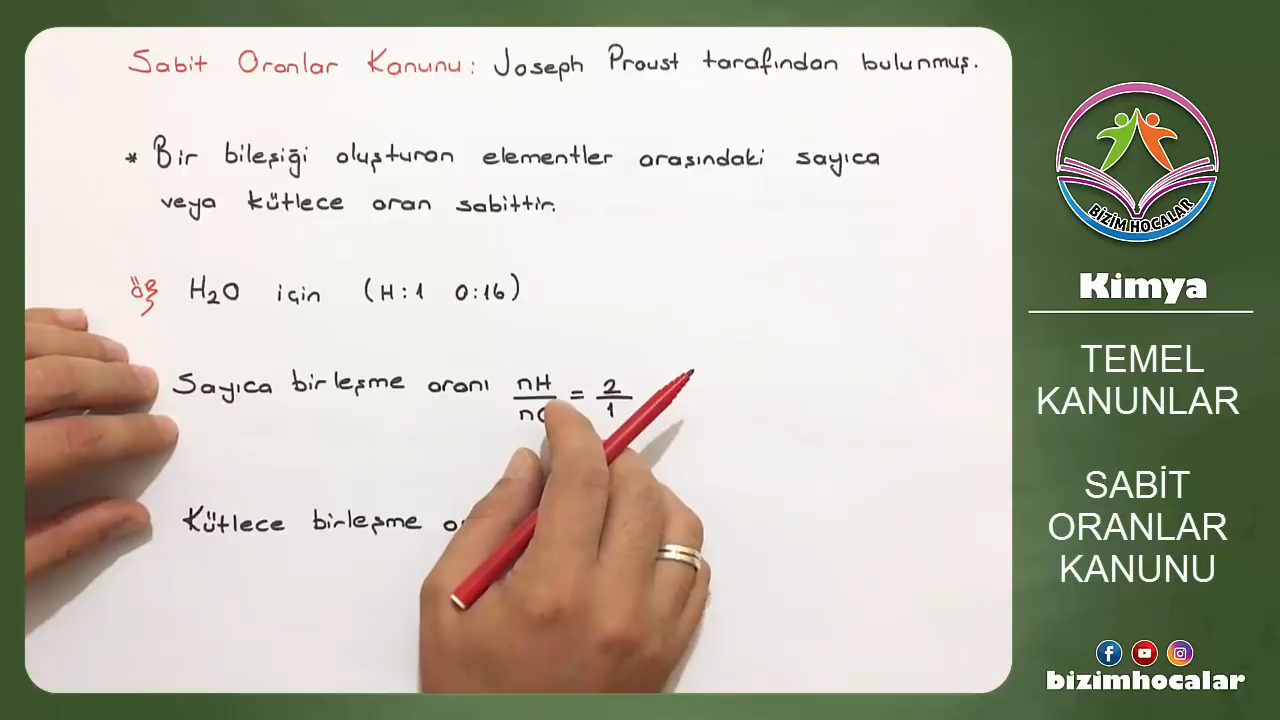 Sabit Oranlar Kanunu: Joseph Proust tarafından bulunmuş.
* Bir bileşiği oluşturan elementler arasındaki sayıca
veya kütlece oran sabittir.
ör H₂O için (H:1 O:16)
Sayıca birleşme oranı nH = 2
1
Kütlece birleşme
BİZİM HOCALAR
Kimya
TEMEL
KANUNLAR
SABİT
ORANLAR
KANUNU
bizimhocalar